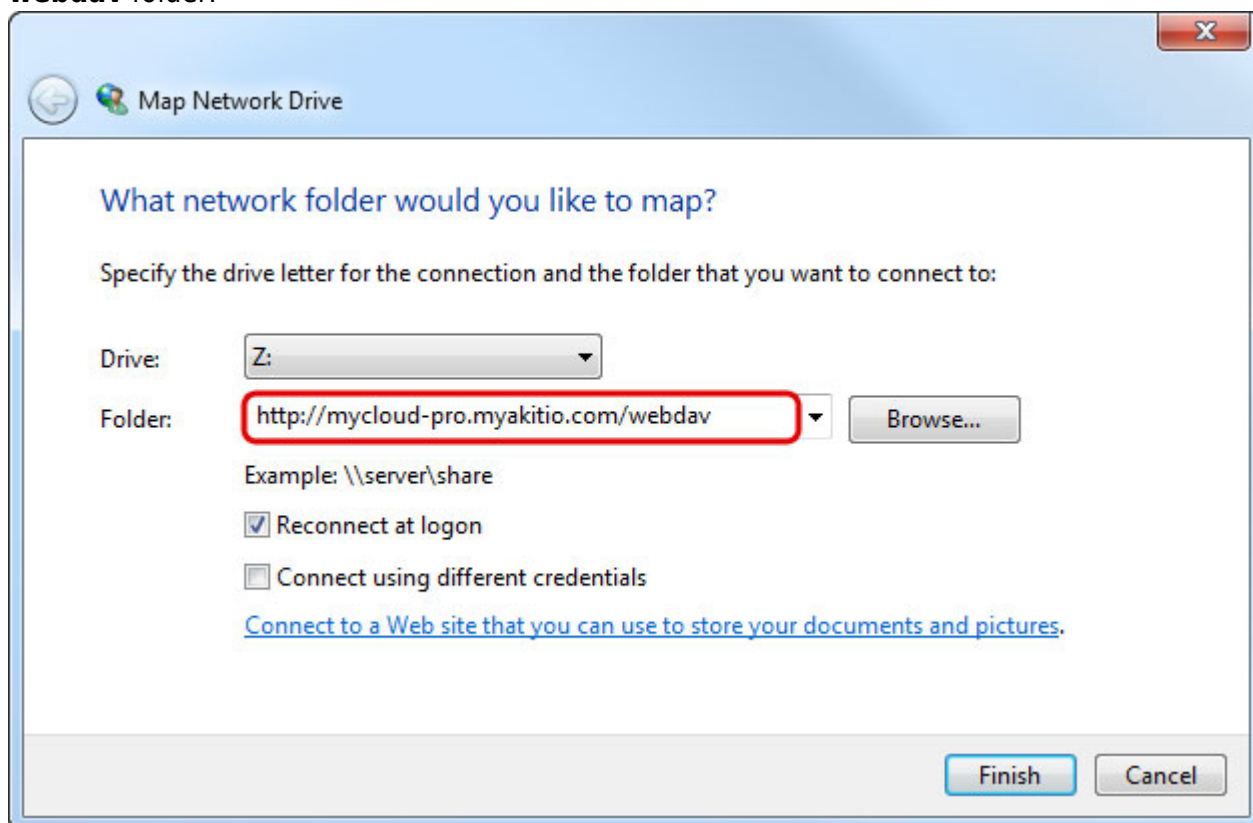 webdav folder.
Map Network Drive
What network folder would you like to map?
Specify the drive letter for the connection and the folder that you want to connect to:
Drive: Z:
Folder: http://mycloud-pro.myakitio.com/webdav Browse...
Example: \\server\share
Reconnect at logon
Connect using different credentials
Connect to a Web site that you can use to store your documents and pictures.
Finish Cancel